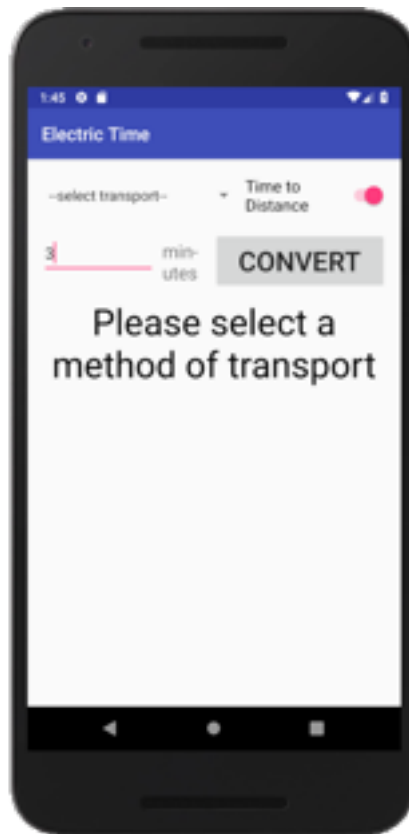 1:45
Electric Time
--select transport--
Time to
Distance
3
min-
utes
CONVERT
Please select a
method of transport